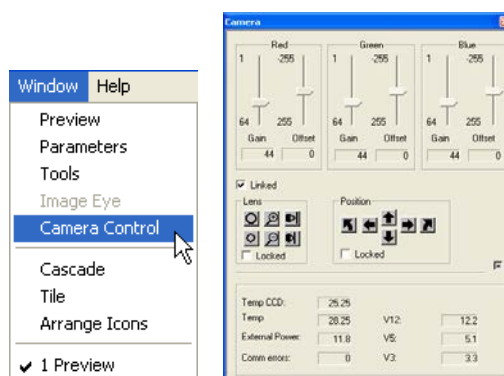 Window Help
Preview
Parameters
Tools
Image Eye
Camera Control
Cascade
Tile
Arrange Icons
1 Preview
Camera
Red Green Blue
1 -255 1 -255 1 -255
64 255 64 255 64 255
Gain Offset Gain Offset Gain Offset
44 0 44 0 44 0
Linked
Lens Position
Locked Locked
Temp CCD: 25.25
Temp 28.25 V12: 12.2
External Power: 11.8 V5: 5.1
Comm errors: 0 V3: 3.3